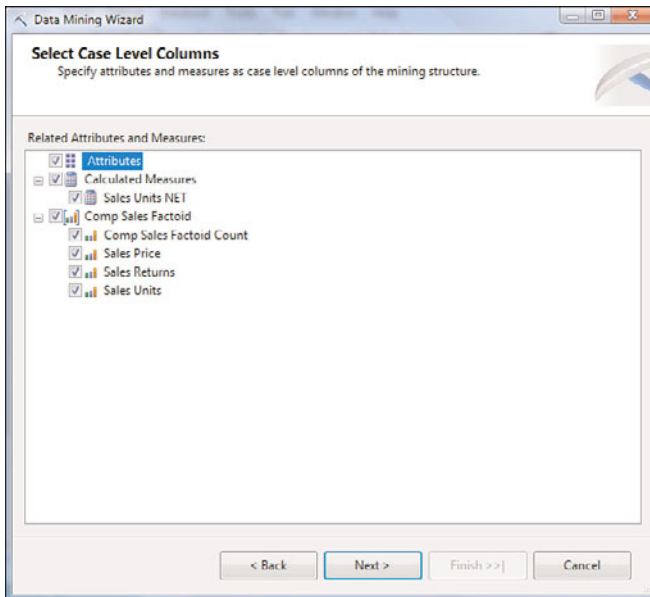 Data Mining Wizard
Select Case Level Columns
Specify attributes and measures as case level columns of the mining structure.
Related Attributes and Measures:
Attributes
Calculated Measures
Sales Units NET
Comp Sales Factoid
Comp Sales Factoid Count
Sales Price
Sales Returns
Sales Units
< Back Next > Finish >>| Cancel